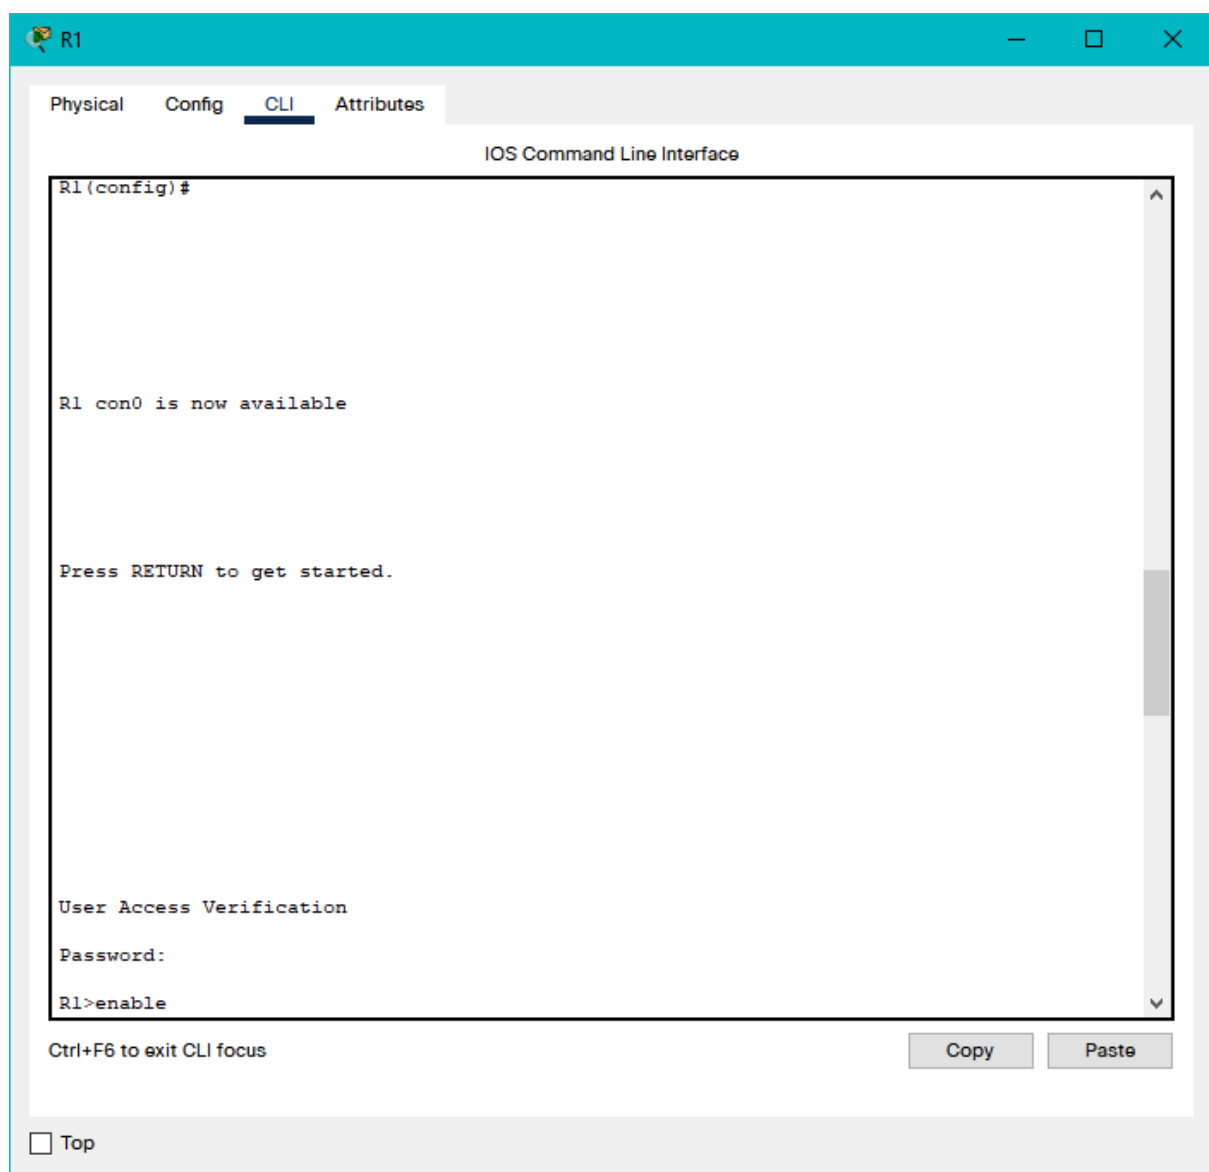 R1
Physical Config CLI Attributes
IOS Command Line Interface
R1(config)#
R1 con0 is now available
Press RETURN to get started.
User Access Verification
Password:
R1>enable
Ctrl+F6 to exit CLI focus
Copy Paste
Top